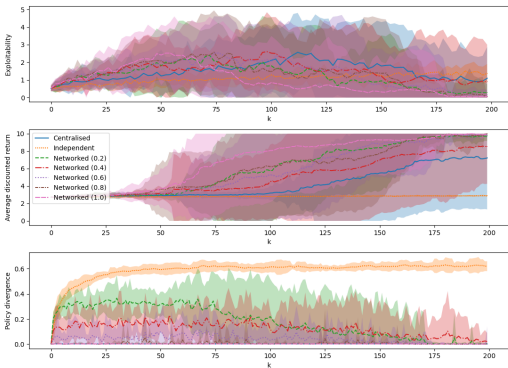 5
4
3
2
1
0
Exploitability
0 25 50 75 100 125 150 175 200
k
10
8
6
4
2
0
Average discounted return
Centralised
Independent
Networked (0.2)
Networked (0.4)
Networked (0.6)
Networked (0.8)
Networked (1.0)
0 25 50 75 100 125 150 175 200
k
0.6
0.4
0.2
0.0
Policy divergence
0 25 50 75 100 125 150 175 200
k